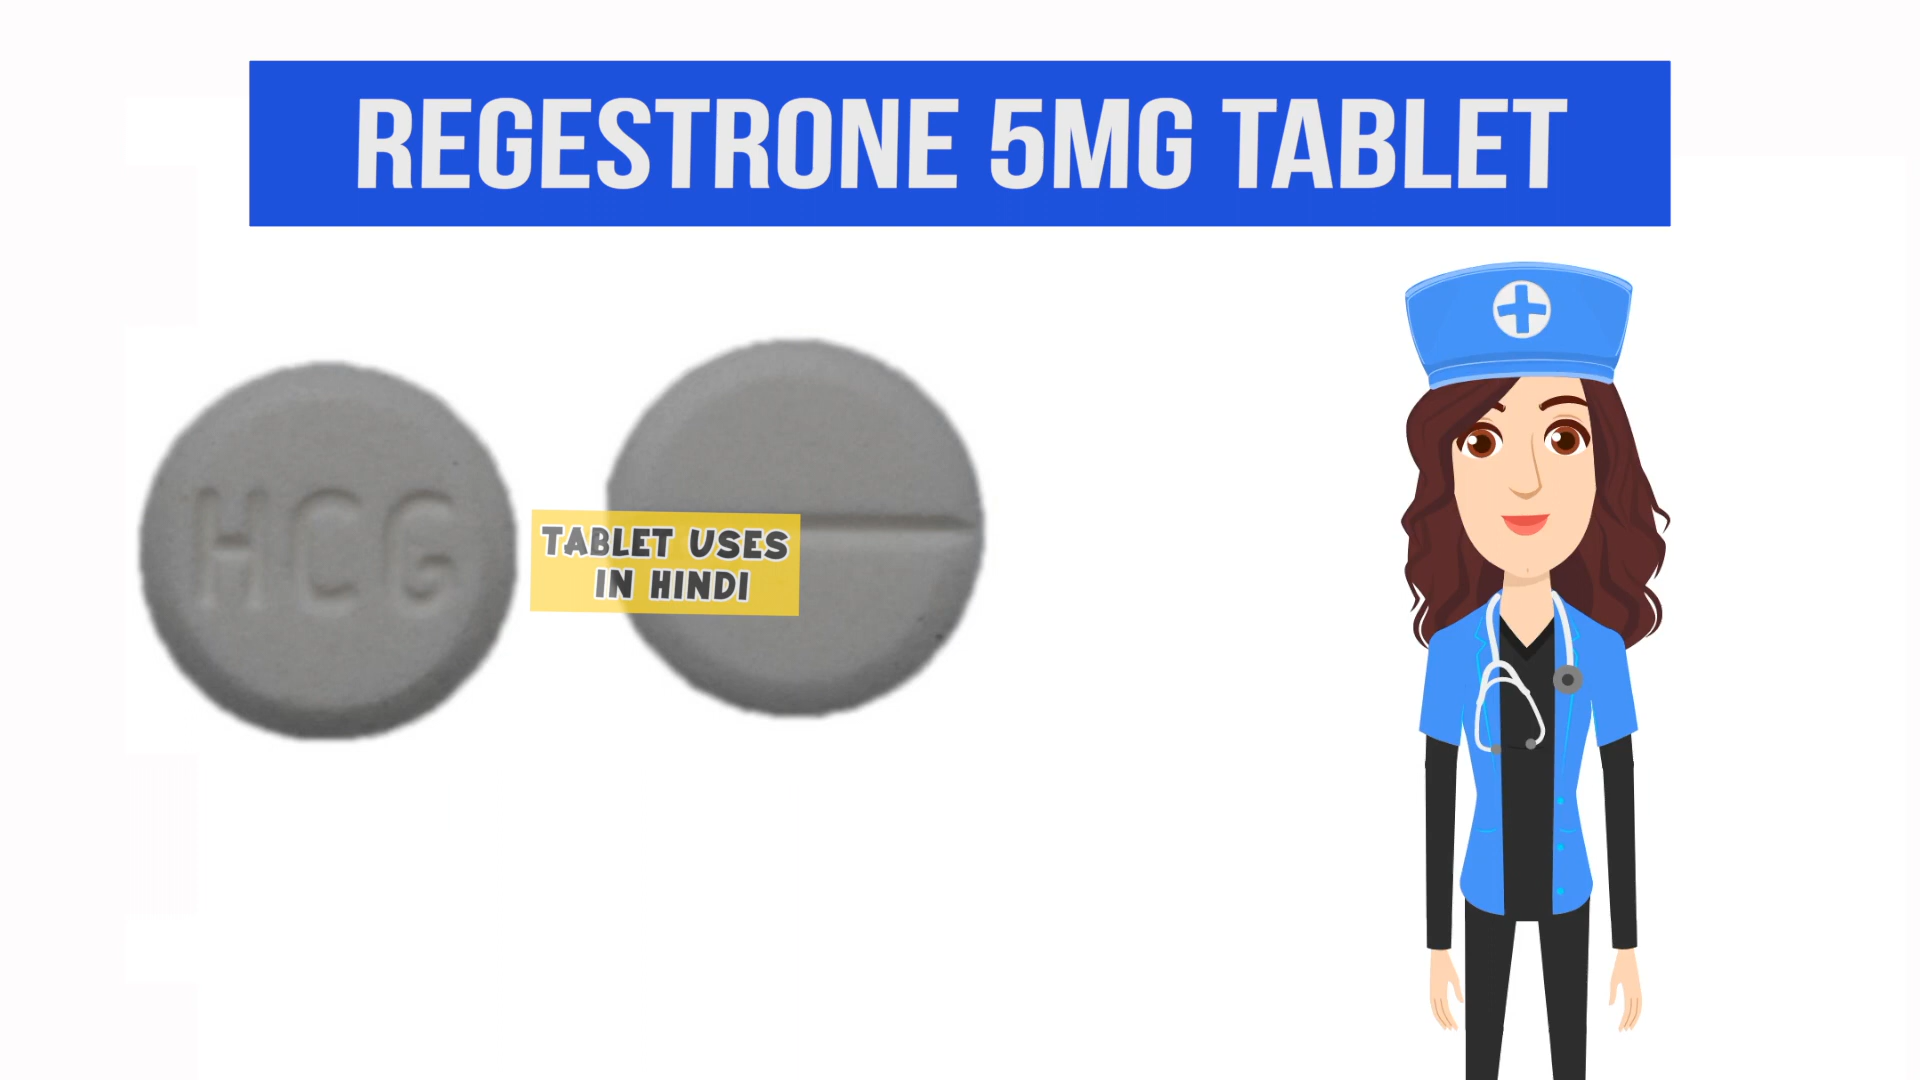 REGESTRONE 5MG TABLET
HCG
TABLET USES
IN HINDI